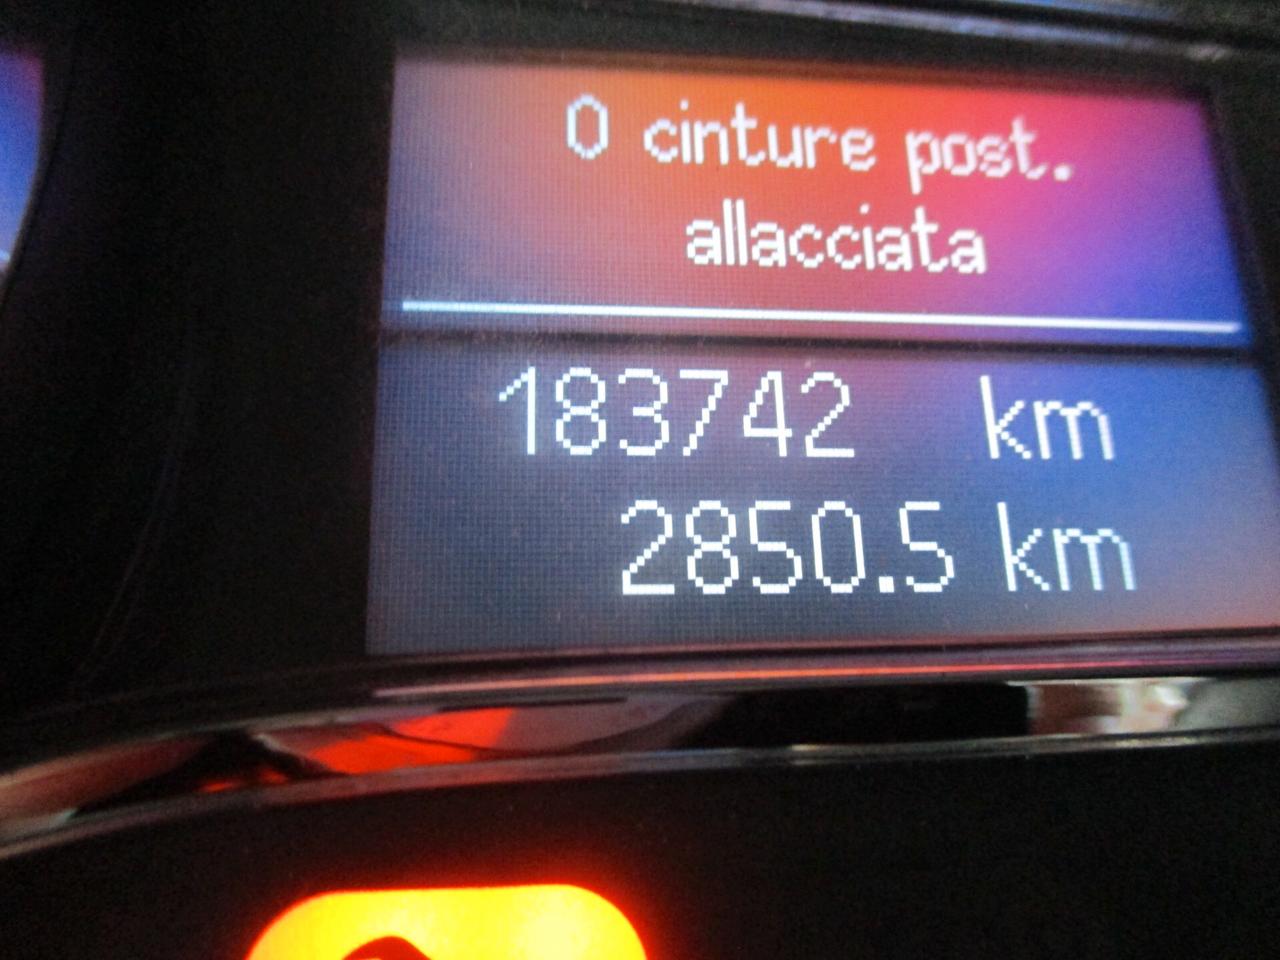 0 cinture post.
allacciata
183742 km
2850.5 km